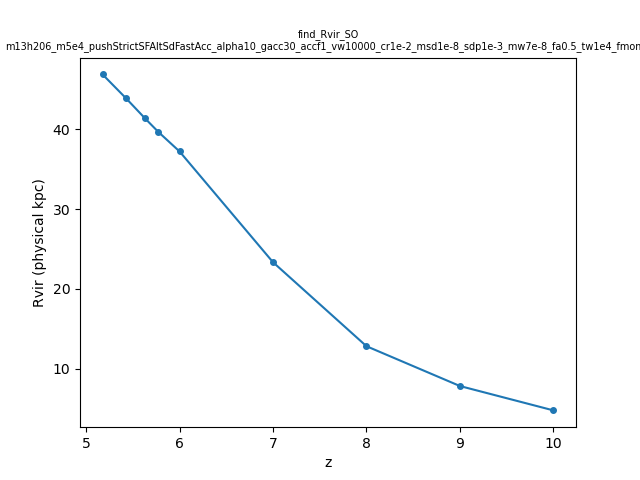 find_Rvir_SO
m13h206_m5e4_pushStrictSFAltSdFastAcc_alpha10_gacc30_accf1_vw10000_cr1e-2_msd1e-8_sdp1e-3_mw7e-8_fa0.5_tw1e4_fmon
Rvir (physical kpc)
40
30
20
10
5 6 7 8 9 10
z